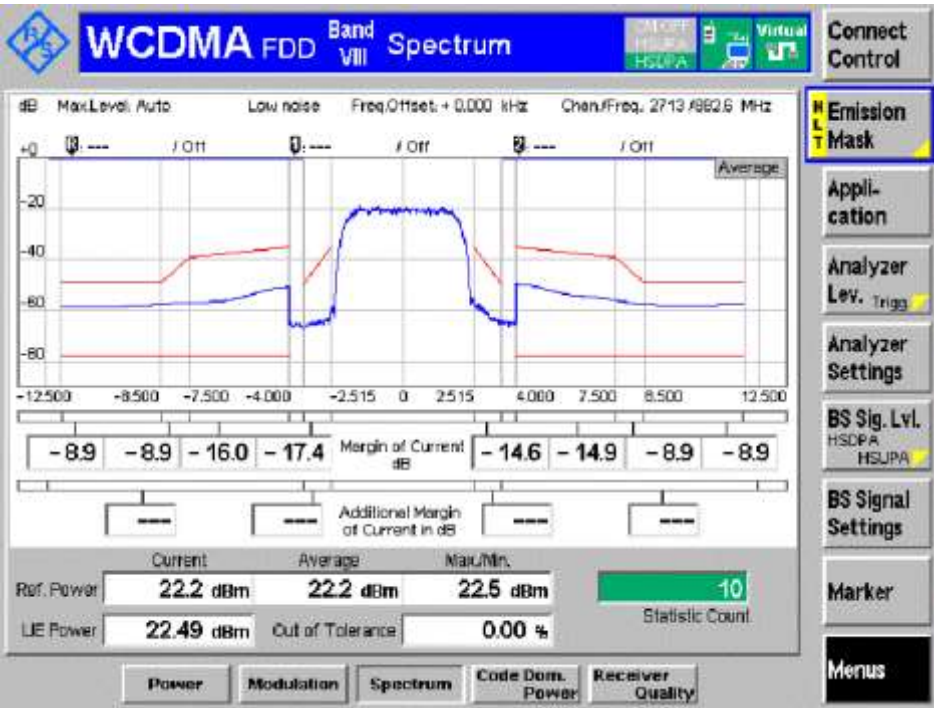 R S
WCDMA FDD Band VIII Spectrum
HSUPA
HSDPA
Virtual
Connect Control
dB Max.Level: Auto Low noise Freq.Offset: + 0.000 kHz Chan./Freq.: 2713 /882.6 MHz
--- / Off 1: --- / Off 2: --- / Off
+0
Average
-20
-40
-60
-80
-12.500 -8.500 -7.500 -4.000 -2.515 0 2.515 4.000 7.500 8.500 12.500
- 8.9 - 8.9 - 16.0 - 17.4 Margin of Current dB - 14.6 - 14.9 - 8.9 - 8.9
--- --- Additional Margin of Current in dB --- ---
Current Average Max./Min.
Ref. Power 22.2 dBm 22.2 dBm 22.5 dBm 10
Statistic Count
UE Power 22.49 dBm Out of Tolerance 0.00 %
Power Modulation Spectrum Code Dom. Power Receiver Quality
HLT Emission Mask
Appli-
cation
Analyzer
Lev. Trigg.
Analyzer
Settings
BS Sig. Lvl.
HSDPA
HSUPA
BS Signal
Settings
Marker
Menus